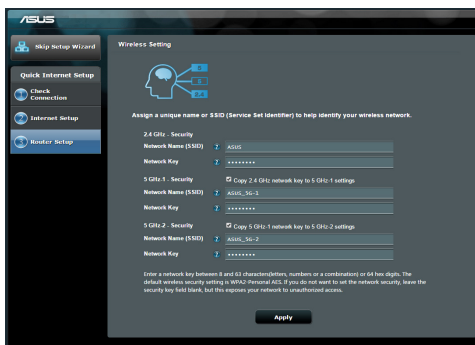 ASUS
Skip Setup Wizard
Wireless Setting
Quick Internet Setup
1 Check Connection
2 Internet Setup
3 Router Setup
Assign a unique name or SSID (Service Set Identifier) to help identify your wireless network.
2.4 GHz - Security
Network Name (SSID) ? ASUS
Network Key ? ••••••••
5 GHz-1 - Security Copy 2.4 GHz network key to 5 GHz-1 settings
Network Name (SSID) ? ASUS_5G-1
Network Key ? ••••••••
5 GHz-2 - Security Copy 5 GHz-1 network key to 5 GHz-2 settings
Network Name (SSID) ? ASUS_5G-2
Network Key ? ••••••••
Enter a network key between 8 and 63 characters(letters, numbers or a combination) or 64 hex digits. The
default wireless security setting is WPA2-Personal AES. If you do not want to set the network security, leave the
security key field blank, but this exposes your network to unauthorized access.
Apply